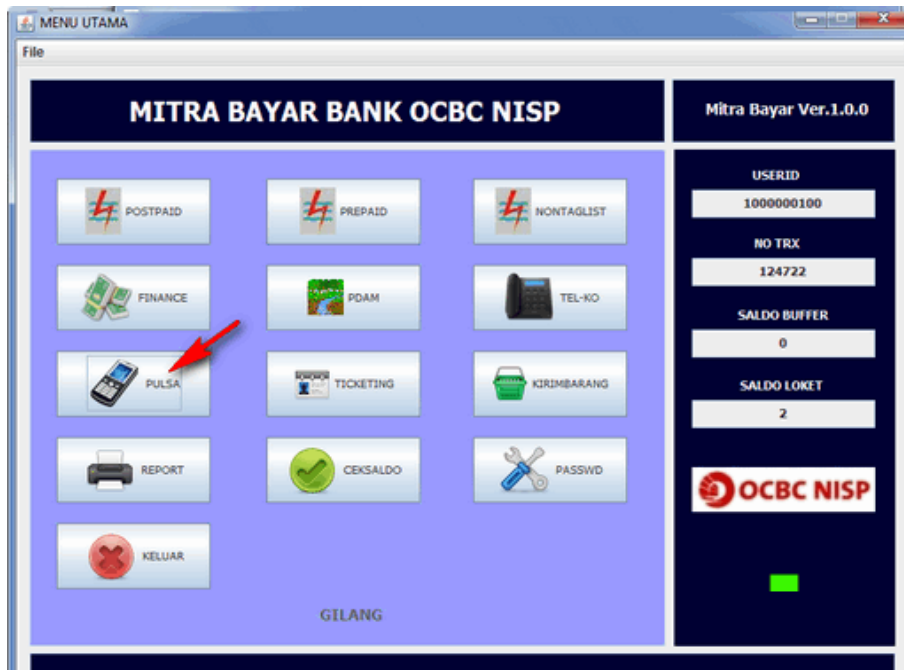 MENU UTAMA
File
MITRA BAYAR BANK OCBC NISP
Mitra Bayar Ver.1.0.0
POSTPAID
PREPAID
NONTAGLIST
FINANCE
PDAM
TEL-KO
PULSA
TICKETING
KIRIMBARANG
REPORT
CEKSALDO
PASSWD
KELUAR
GILANG
USERID
1000000100
NO TRX
124722
SALDO BUFFER
0
SALDO LOKET
2
OCBC NISP